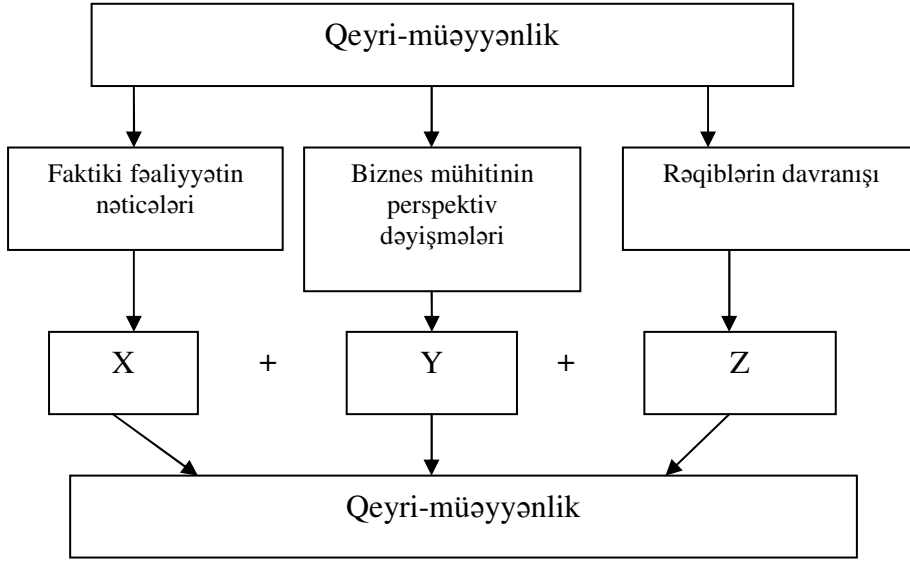 Qeyri-müəyyənlik
Faktiki fəaliyyətin
nəticələri
Biznes mühitinin
perspektiv
dəyişmələri
Rəqiblərin davranışı
X + Y + Z
Qeyri-müəyyənlik